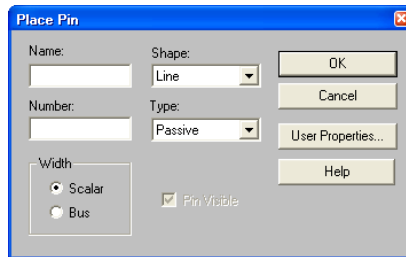 Place Pin
Name:
Shape:
Line
OK
Cancel
Number:
Type:
Passive
User Properties...
Width
Scalar
Bus
Pin Visible
Help